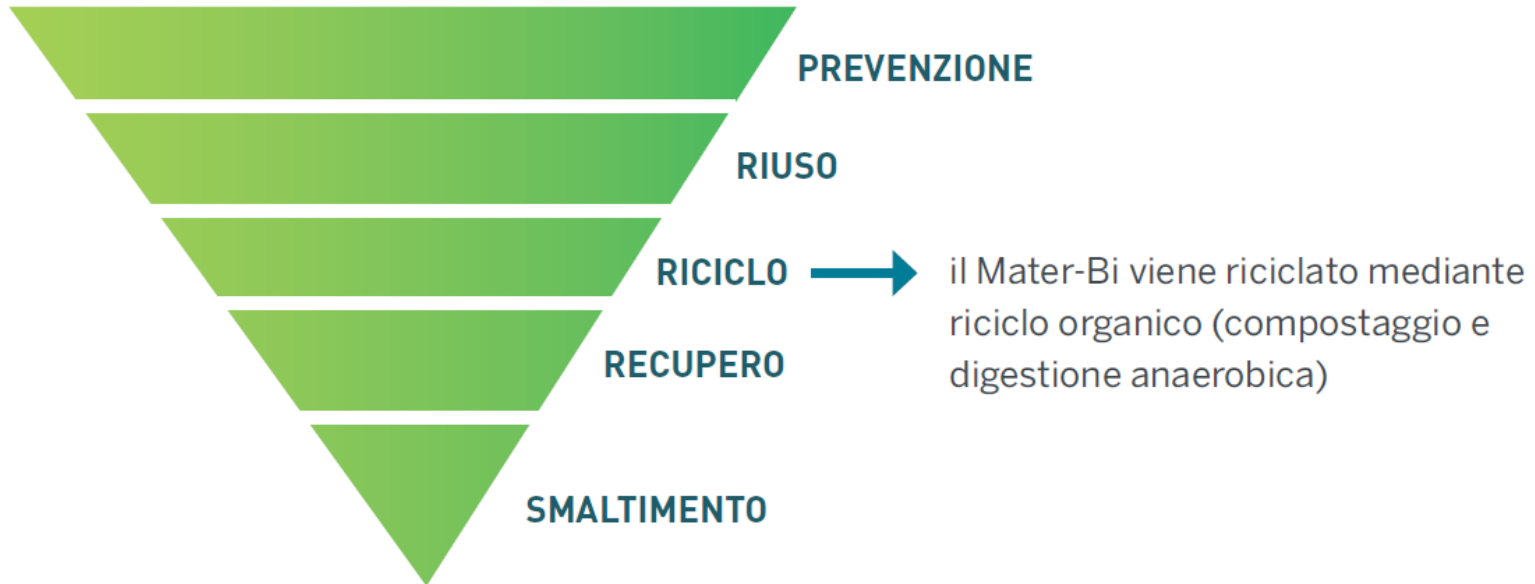 PREVENZIONE
RIUSO
RICICLO
il Mater-Bi viene riciclato mediante
riciclo organico (compostaggio e
digestione anaerobica)
RECUPERO
SMALTIMENTO